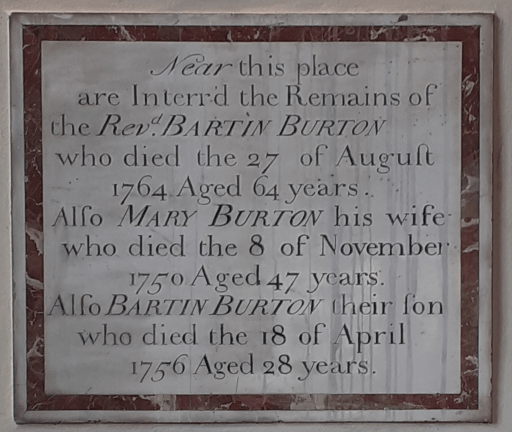 Near this place
are Interr'd the Remains of
the Revd. BARTIN BURTON
who died the 27 of Auguſt
1764 Aged 64 years.
Alſo MARY BURTON his wife
who died the 8 of November
1750 Aged 47 years.
Alſo BARTIN BURTON their ſon
who died the 18 of April
1756 Aged 28 years.